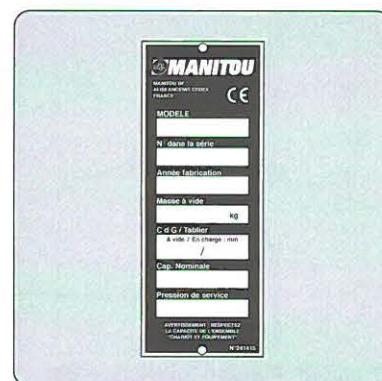 MANITOU
MANITOU BF
44158 ANCENIS CEDEX
FRANCE
CE
MODELE
N° dans la série
Année fabrication
Masse à vide
kg
C d G / Tablier
à vide / En charge : mm
/
Cap. Nominale
Pression de service
AVERTISSEMENT : RESPECTEZ
LA CAPACITE DE L'ENSEMBLE
"CHARIOT ET EQUIPEMENT"